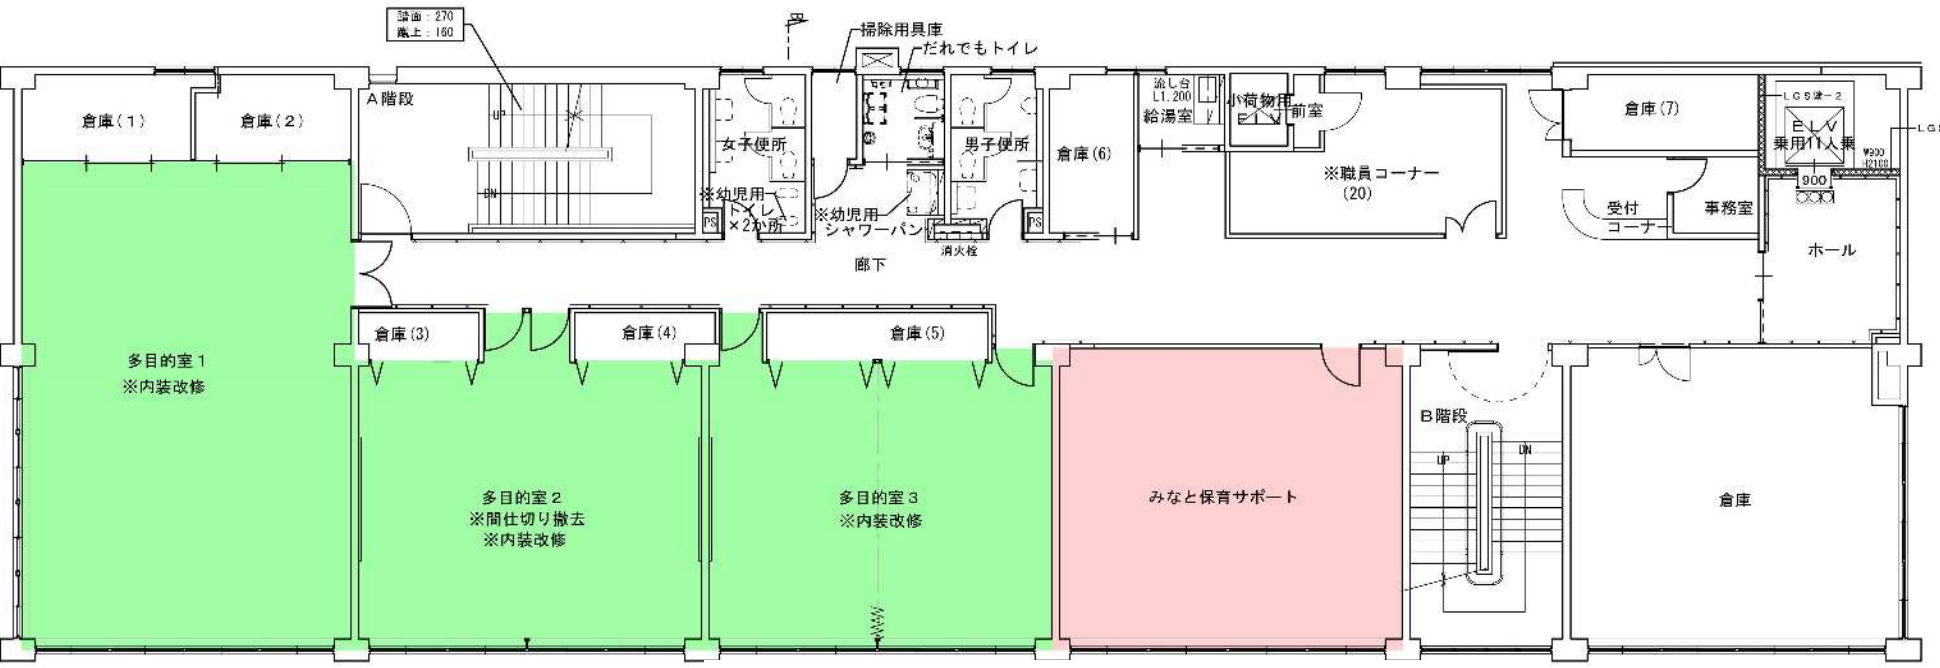 踏面：270
蹴上：160
掃除用具庫
だれでもトイレ
倉庫(1)
倉庫(2)
A階段
UP
DN
女子便所
※幼児用
トイレ
×2か所
PS
※幼児用
シャワーパン
男子便所
消火栓
PS
倉庫(6)
流し台
L1,200
給湯室
小荷物用
ELV
前室
※職員コーナー
(20)
倉庫(7)
LGS壁-2
ELV
乗用11人乗
W900
H2100
900
LGS
受付
コーナー
事務室
ホール
廊下
倉庫(3)
倉庫(4)
倉庫(5)
多目的室1
※内装改修
多目的室2
※間仕切り撤去
※内装改修
多目的室3
※内装改修
みなと保育サポート
B階段
UP
DN
倉庫